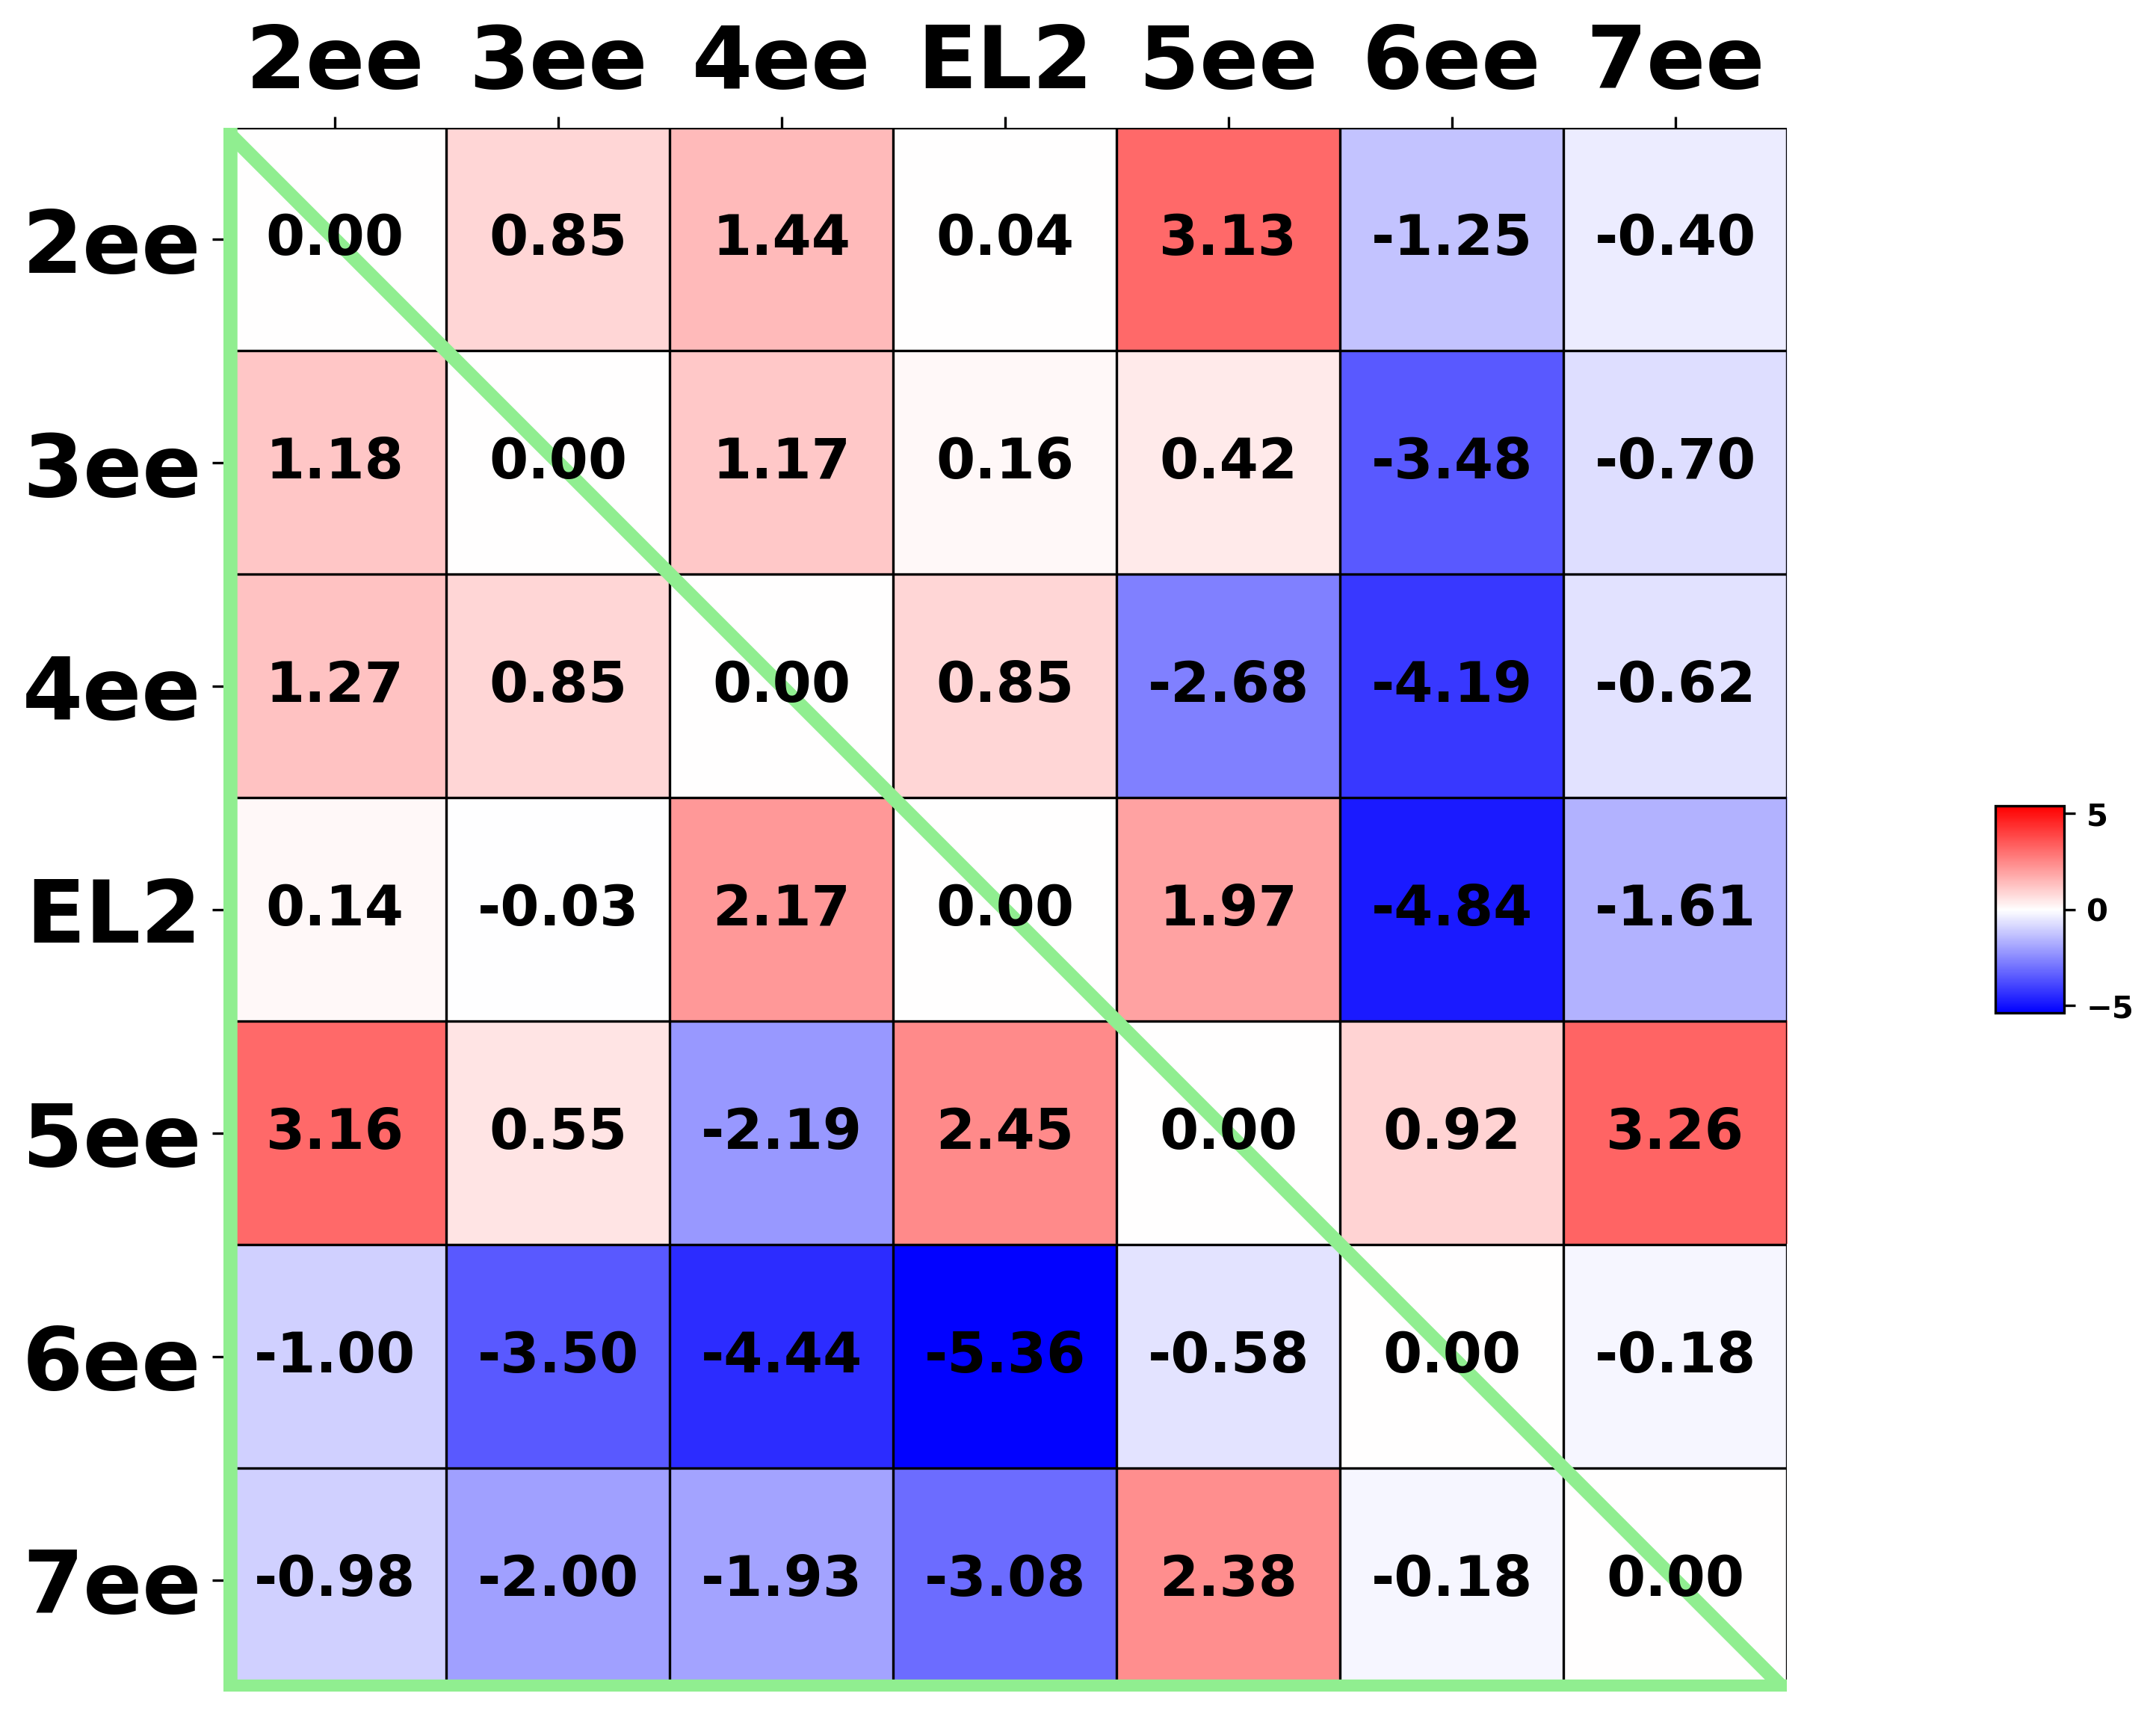 2ee 3ee 4ee EL2 5ee 6ee 7ee
2ee 0.00 0.85 1.44 0.04 3.13 -1.25 -0.40
3ee 1.18 0.00 1.17 0.16 0.42 -3.48 -0.70
4ee 1.27 0.85 0.00 0.85 -2.68 -4.19 -0.62
EL2 0.14 -0.03 2.17 0.00 1.97 -4.84 -1.61
5ee 3.16 0.55 -2.19 2.45 0.00 0.92 3.26
6ee -1.00 -3.50 -4.44 -5.36 -0.58 0.00 -0.18
7ee -0.98 -2.00 -1.93 -3.08 2.38 -0.18 0.00
5
0
−5